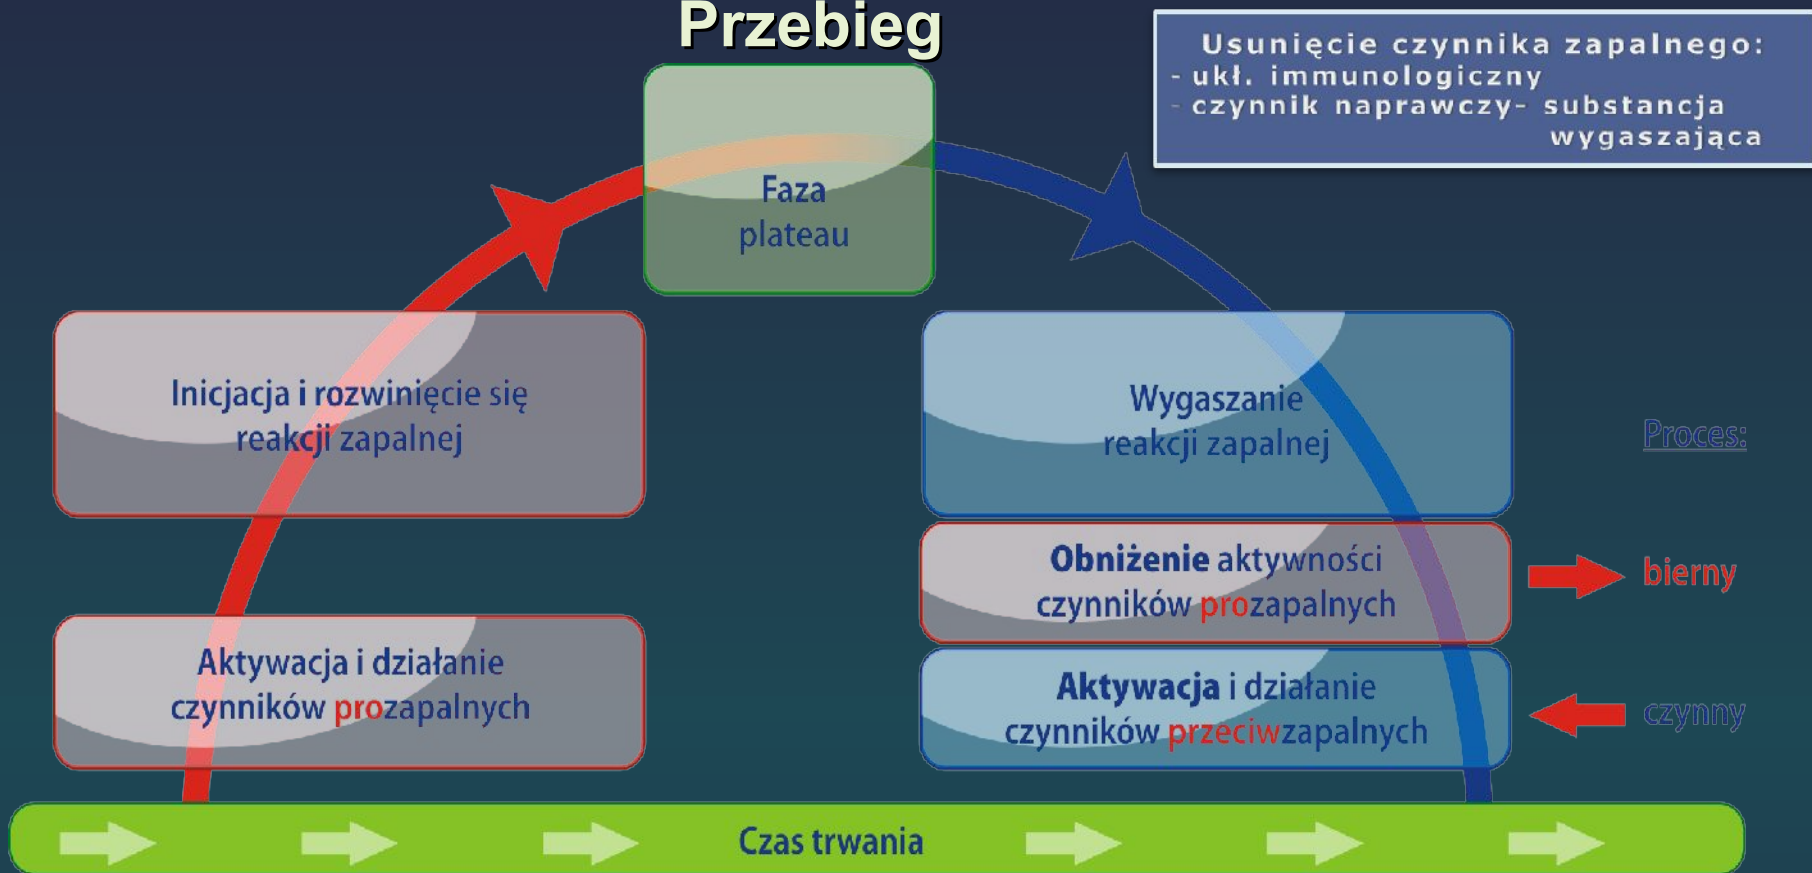 Przebieg
Usunięcie czynnika zapalnego:
- ukł. immunologiczny
- czynnik naprawczy- substancja
wygaszająca
Faza
plateau
Inicjacja i rozwinięcie się
reakcji zapalnej
Wygaszanie
reakcji zapalnej
Proces:
Obniżenie aktywności
czynników prozapalnych
bierny
Aktywacja i działanie
czynników prozapalnych
Aktywacja i działanie
czynników przeciwzapalnych
czynny
Czas trwania